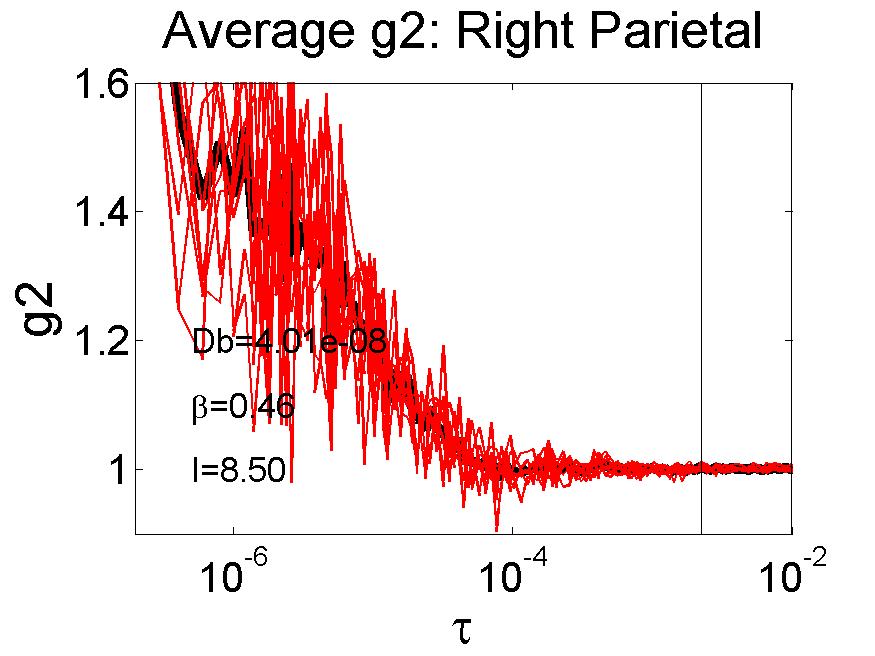 Average g2: Right Parietal
1.6
1.4
1.2
1
g2
Db=4.01e-08
β=0.46
I=8.50
10^-6
10^-4
10^-2
τ